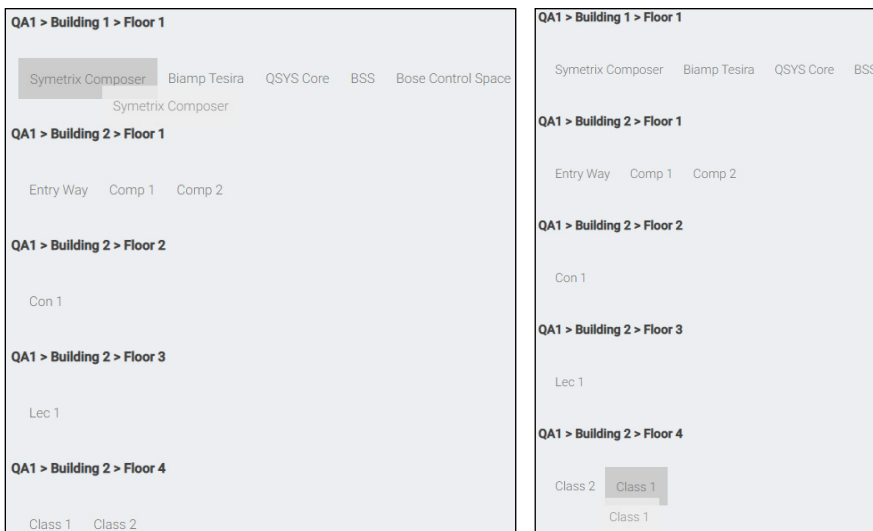 QA1 > Building 1 > Floor 1
Symetrix Composer Biamp Tesira QSYS Core BSS Bose Control Space
Symetrix Composer
QA1 > Building 2 > Floor 1
Entry Way Comp 1 Comp 2
QA1 > Building 2 > Floor 2
Con 1
QA1 > Building 2 > Floor 3
Lec 1
QA1 > Building 2 > Floor 4
Class 1 Class 2
QA1 > Building 1 > Floor 1
Symetrix Composer Biamp Tesira QSYS Core BSS
QA1 > Building 2 > Floor 1
Entry Way Comp 1 Comp 2
QA1 > Building 2 > Floor 2
Con 1
QA1 > Building 2 > Floor 3
Lec 1
QA1 > Building 2 > Floor 4
Class 2 Class 1
Class 1